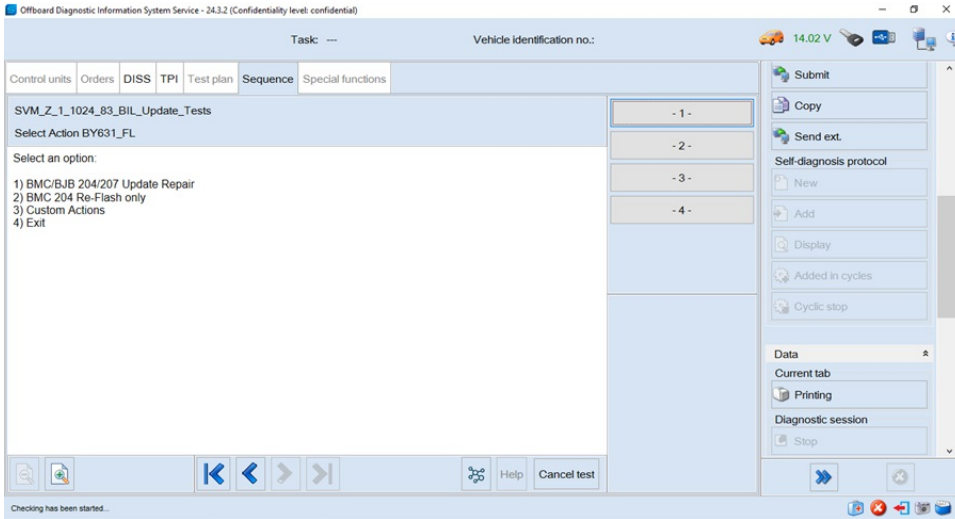 Offboard Diagnostic Information System Service - 24.3.2 (Confidentiality level: confidential)
Task: ---
Vehicle identification no.:
14.02 V
Control units
Orders
DISS
TPI
Test plan
Sequence
Special functions
SVM_Z_1_1024_83_BIL_Update_Tests
Select Action BY631_FL
Select an option:
1) BMC/BJB 204/207 Update Repair
2) BMC 204 Re-Flash only
3) Custom Actions
4) Exit
- 1 -
- 2 -
- 3 -
- 4 -
Submit
Copy
Send ext.
Self-diagnosis protocol
New
Add
Display
Added in cycles
Cyclic stop
Data
Current tab
Printing
Diagnostic session
Stop
Help
Cancel test
Checking has been started...